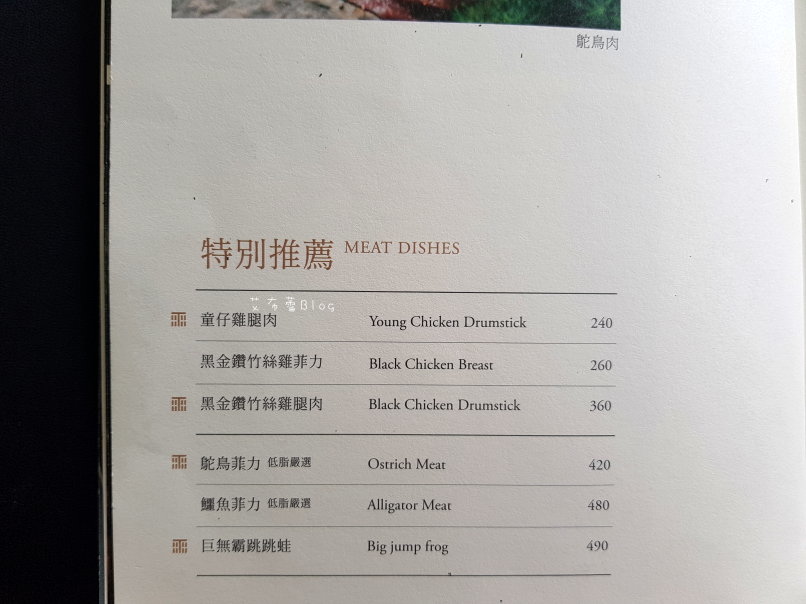 鴕鳥肉
特別推薦 MEAT DISHES
艾布蕾Blog
童仔雞腿肉 Young Chicken Drumstick 240
黑金鑽竹絲雞菲力 Black Chicken Breast 260
黑金鑽竹絲雞腿肉 Black Chicken Drumstick 360
鴕鳥菲力 低脂嚴選 Ostrich Meat 420
鱷魚菲力 低脂嚴選 Alligator Meat 480
巨無霸跳跳蛙 Big jump frog 490